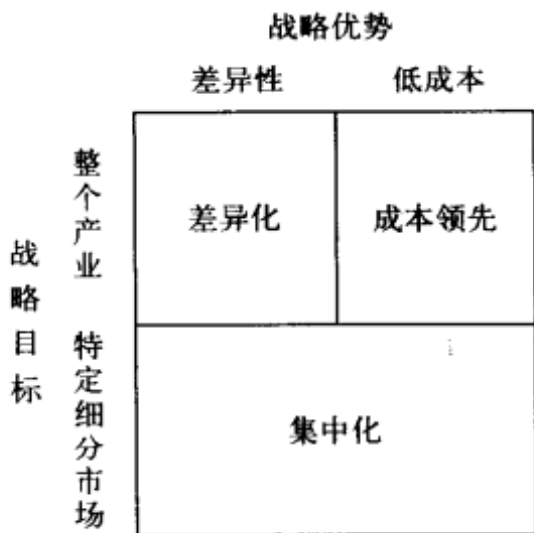 战略优势
差异性 低成本
整个产业
差异化 成本领先
战略目标
特定细分市场
集中化